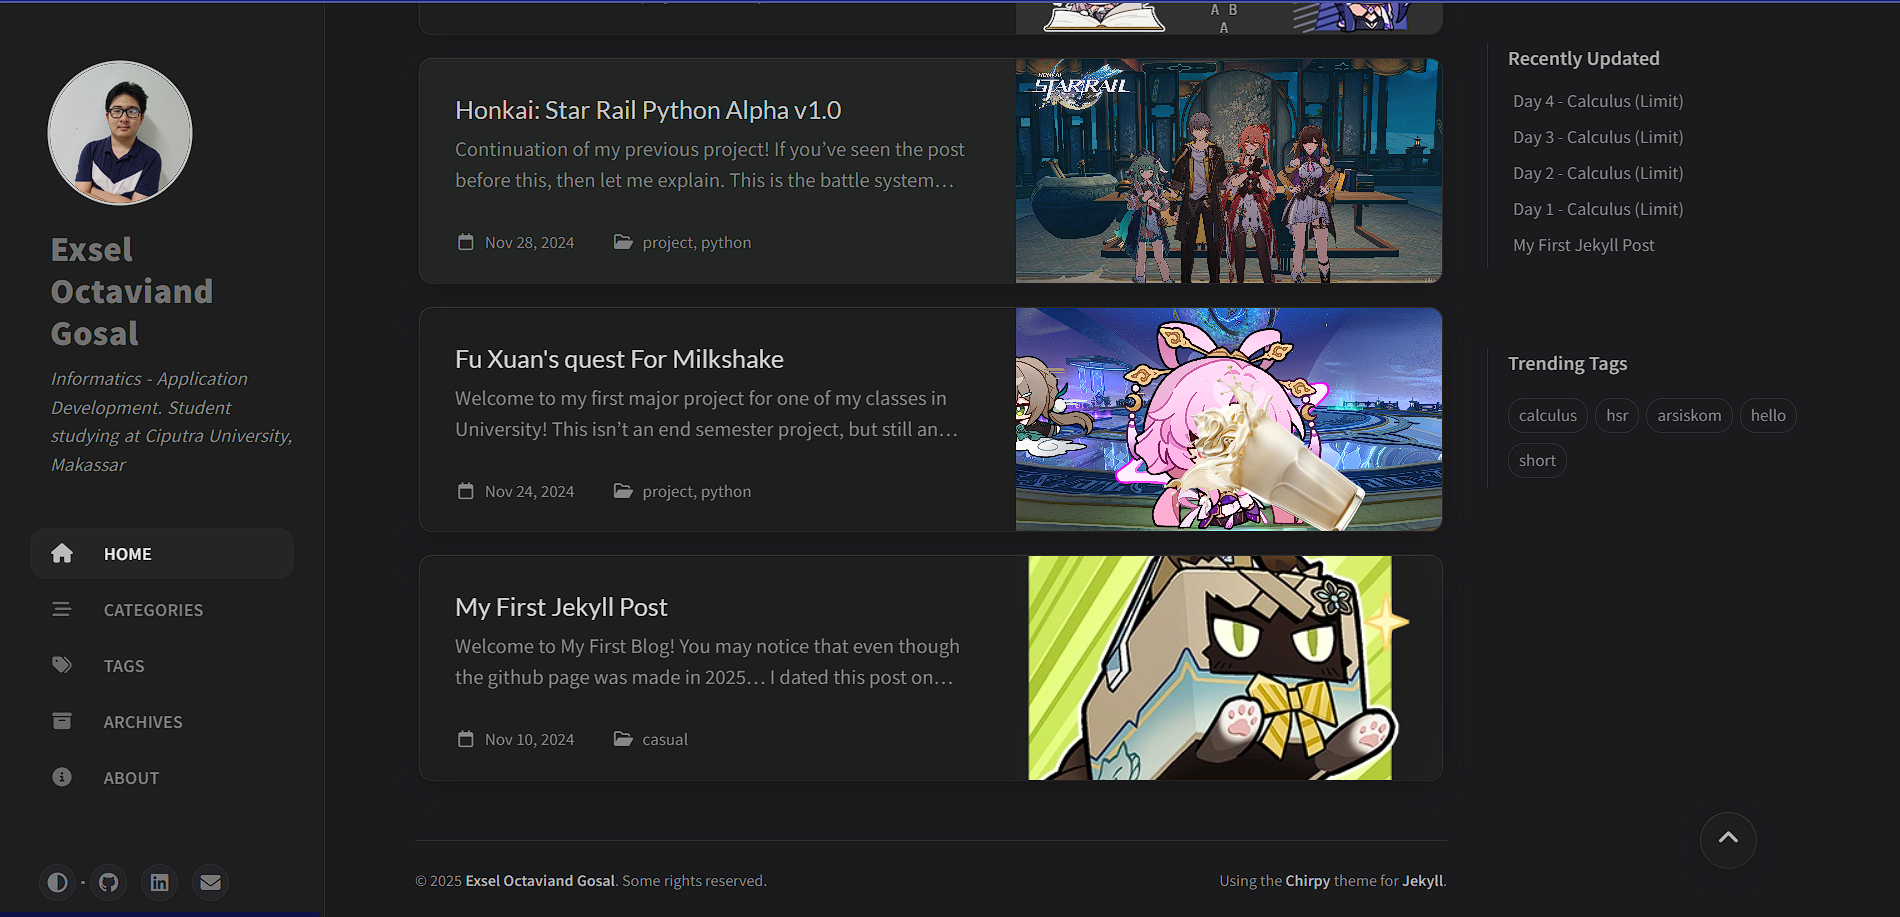 Exsel
Octaviand
Gosal
Informatics - Application
Development. Student
studying at Ciputra University,
Makassar
HOME
CATEGORIES
TAGS
ARCHIVES
ABOUT
A B
A
Honkai: Star Rail Python Alpha v1.0
Continuation of my previous project! If you’ve seen the post
before this, then let me explain. This is the battle system…
Nov 28, 2024
project, python
HONKAI
STAR RAIL
Fu Xuan's quest For Milkshake
Welcome to my first major project for one of my classes in
University! This isn’t an end semester project, but still an…
Nov 24, 2024
project, python
My First Jekyll Post
Welcome to My First Blog! You may notice that even though
the github page was made in 2025… I dated this post on…
Nov 10, 2024
casual
Recently Updated
Day 4 - Calculus (Limit)
Day 3 - Calculus (Limit)
Day 2 - Calculus (Limit)
Day 1 - Calculus (Limit)
My First Jekyll Post
Trending Tags
calculus
hsr
arsiskom
hello
short
© 2025 Exsel Octaviand Gosal. Some rights reserved.
Using the Chirpy theme for Jekyll.